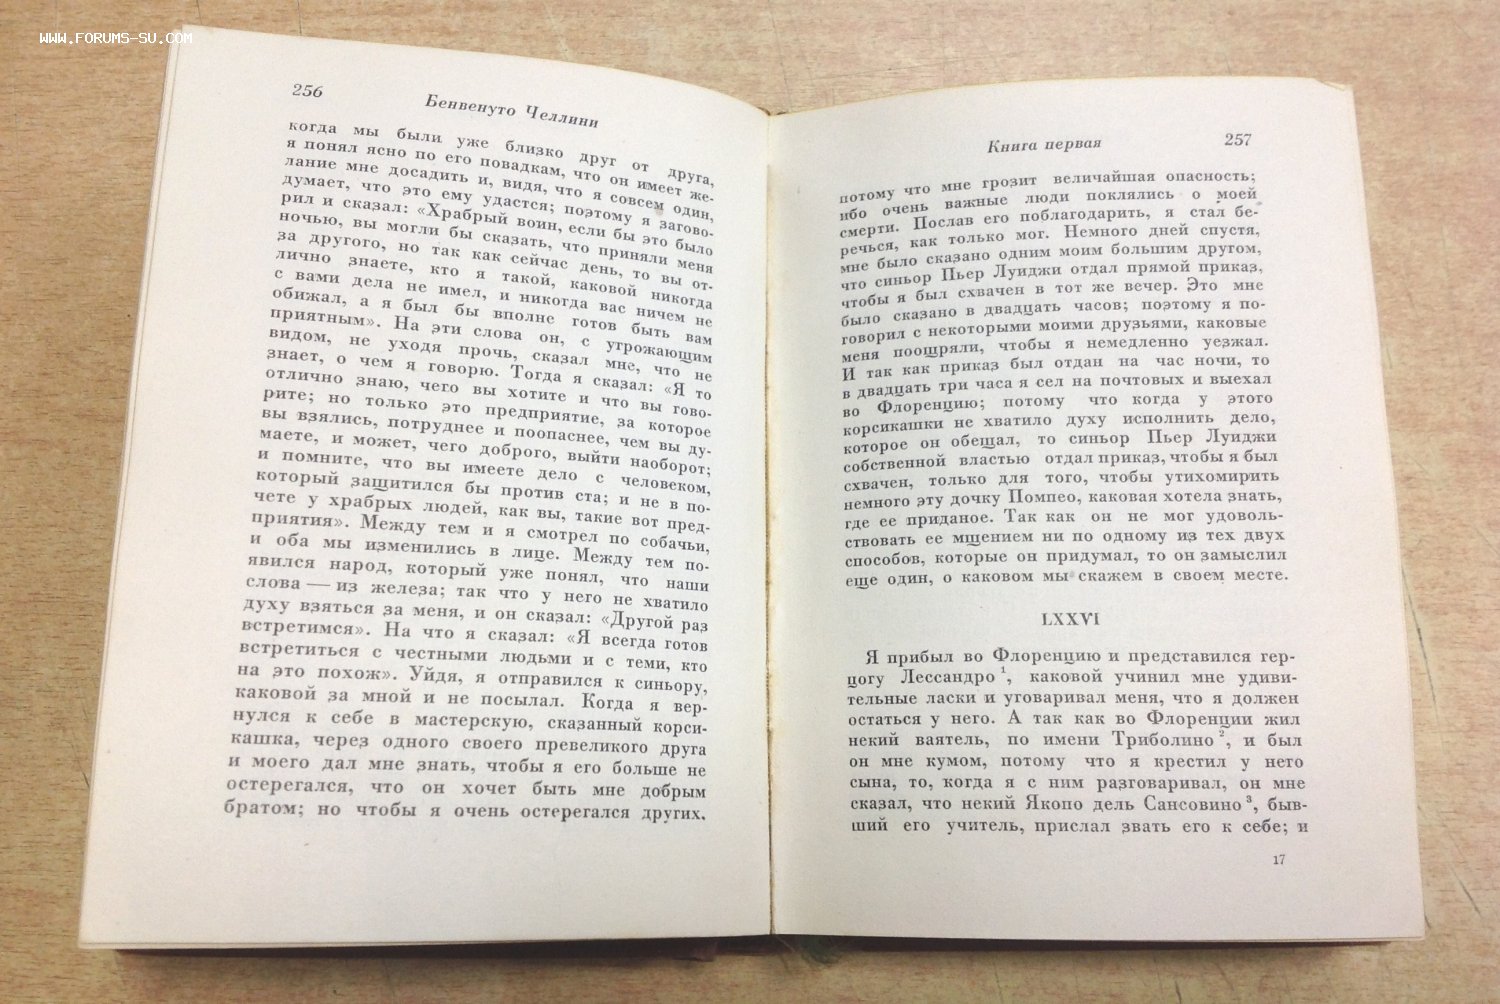 WWW.FORUMS-SU.COM
256
Бенвенуто Челлини
когда мы были уже близко друг от друга,
я понял ясно по его повадкам, что он имеет же-
лание мне досадить и, видя, что я совсем один,
думает, что это ему удастся; поэтому я загово-
рил и сказал: «Храбрый воин, если бы это было
ночью, вы могли бы сказать, что приняли меня
за другого, но так как сейчас день, то вы от-
лично знаете, кто я такой, каковой никогда
с вами дела не имел, и никогда вас ничем не
обижал, а я был бы вполне готов быть вам
приятным». На эти слова он, с угрожающим
видом, не уходя прочь, сказал мне, что не
знает, о чем я говорю. Тогда я сказал: «Я то
отлично знаю, чего вы хотите и что вы гово-
рите; но только это предприятие, за которое
вы взялись, потруднее и поопаснее, чем вы ду-
маете, и может, чего доброго, выйти наоборот;
и помните, что вы имеете дело с человеком,
который защитился бы против ста; и не в по-
чете у храбрых людей, как вы, такие вот пред-
приятия». Между тем и я смотрел по собачьи,
и оба мы изменились в лице. Между тем по-
явился народ, который уже понял, что наши
слова — из железа; так что у него не хватило
духу взяться за меня, и он сказал: «Другой раз
встретимся». На что я сказал: «Я всегда готов
встретиться с честными людьми и с теми, кто
на это похож». Уйдя, я отправился к синьору,
каковой за мной и не посылал. Когда я вер-
нулся к себе в мастерскую, сказанный корси-
кашка, через одного своего превеликого друга
и моего дал мне знать, чтобы я его больше не
остерегался, что он хочет быть мне добрым
братом; но чтобы я очень остерегался других,
Книга первая
257
потому что мне грозит величайшая опасность;
ибо очень важные люди поклялись о моей
смерти. Послав его поблагодарить, я стал бе-
речься, как только мог. Немного дней спустя,
мне было сказано одним моим большим другом,
что синьор Пьер Луиджи отдал прямой приказ,
чтобы я был схвачен в тот же вечер. Это мне
было сказано в двадцать часов; поэтому я по-
говорил с некоторыми моими друзьями, каковые
меня поощряли, чтобы я немедленно уезжал.
И так как приказ был отдан на час ночи, то
в двадцать три часа я сел на почтовых и выехал
во Флоренцию; потому что когда у этого
корсикашки не хватило духу исполнить дело,
которое он обещал, то синьор Пьер Луиджи
собственной властью отдал приказ, чтобы я был
схвачен, только для того, чтобы утихомирить
немного эту дочку Помпео, каковая хотела знать,
где ее приданое. Так как он не мог удоволь-
ствовать ее мщением ни по одному из тех двух
способов, которые он придумал, то он замыслил
еще один, о каковом мы скажем в своем месте.
LXXVI
Я прибыл во Флоренцию и представился гер-
цогу Лессандро¹, каковой учинил мне удиви-
тельные ласки и уговаривал меня, что я должен
остаться у него. А так как во Флоренции жил
некий ваятель, по имени Триболино², и был
он мне кумом, потому что я крестил у него
сына, то, когда я с ним разговаривал, он мне
сказал, что некий Якопо дель Сансовино³, быв-
ший его учитель, прислал звать его к себе; и
17